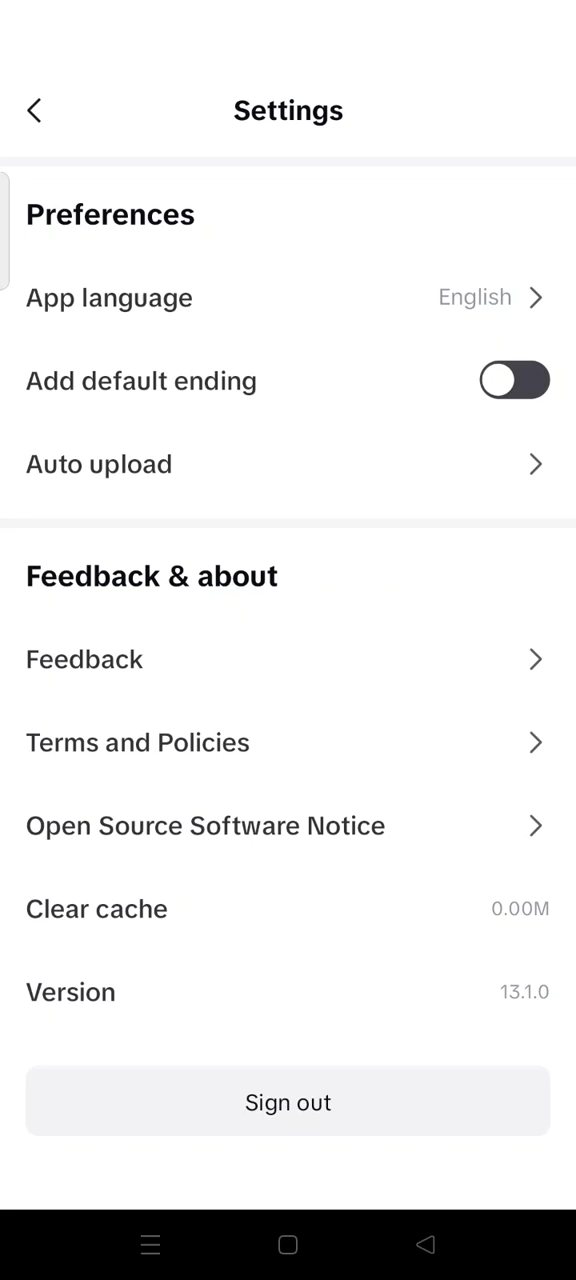 Settings
Preferences
App language English
Add default ending
Auto upload
Feedback & about
Feedback
Terms and Policies
Open Source Software Notice
Clear cache 0.00M
Version 13.1.0
Sign out